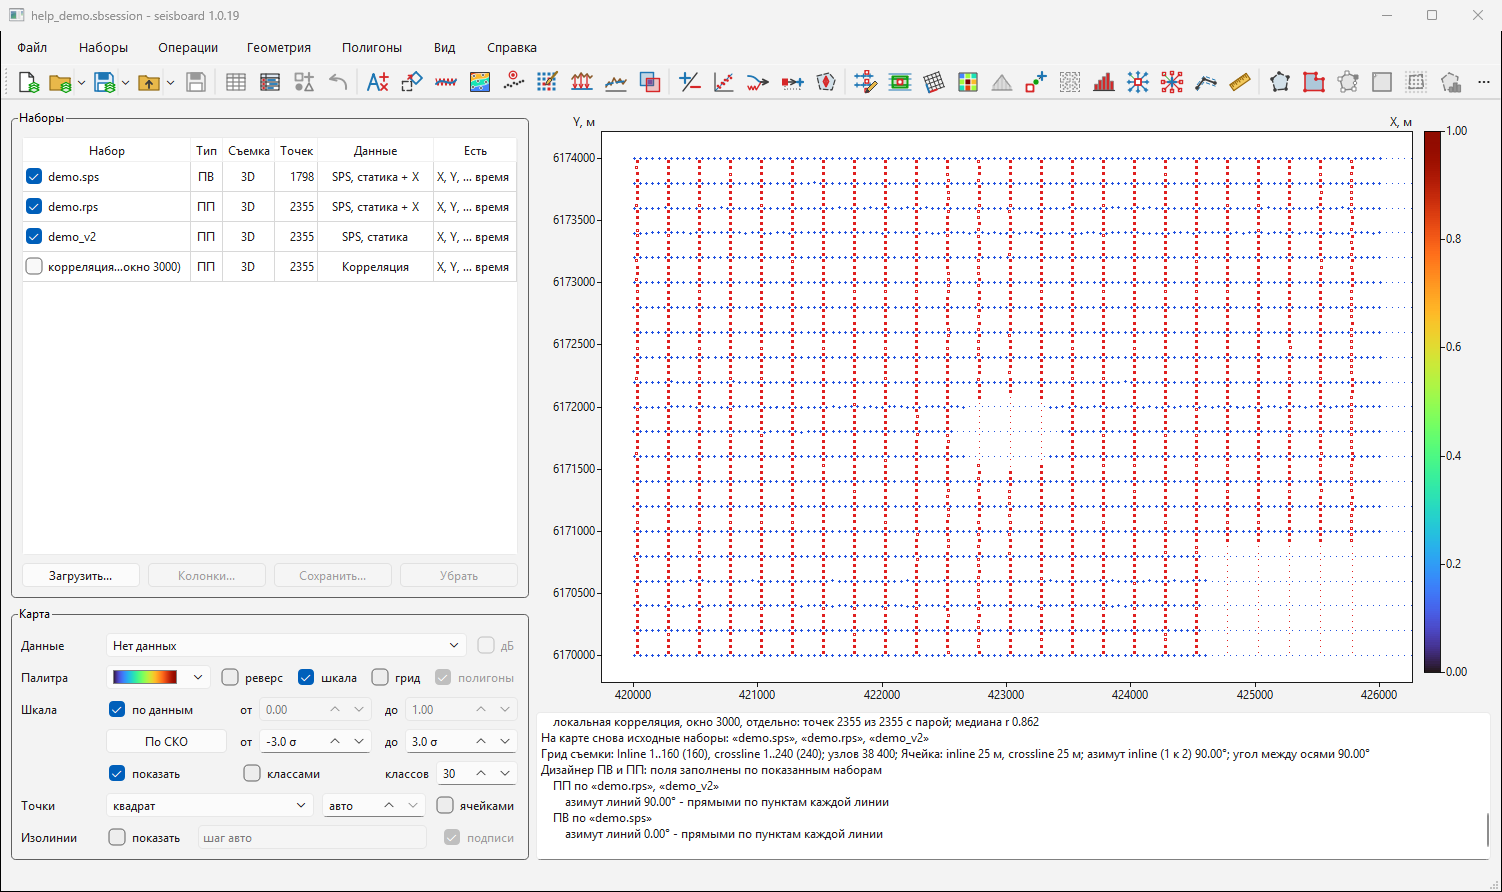 help_demo.sbsession - seisboard 1.0.19
Файл Наборы Операции Геометрия Полигоны Вид Справка
Наборы
Набор Тип Съемка Точек Данные Есть
demo.sps ПВ 3D 1798 SPS, статика + X X, Y, ... время
demo.rps ПП 3D 2355 SPS, статика + X X, Y, ... время
demo_v2 ПП 3D 2355 SPS, статика X, Y, ... время
корреляция...окно 3000) ПП 3D 2355 Корреляция X, Y, ... время
Загрузить... Колонки... Сохранить... Убрать
Карта
Данные Нет данных дБ
Палитра реверс шкала грид полигоны
Шкала по данным от 0.00 до 1.00
По СКО от -3.0 σ до 3.0 σ
показать классами классов 30
Точки квадрат авто ячейками
Изолинии показать шаг авто подписи
Y, м X, м
6174000
6173500
6173000
6172500
6172000
6171500
6171000
6170500
6170000
420000 421000 422000 423000 424000 425000 426000
1.00
0.8
0.6
0.4
0.2
0.00
локальная корреляция, окно 3000, отдельно: точек 2355 из 2355 с парой; медиана r 0.862
На карте снова исходные наборы: «demo.sps», «demo.rps», «demo_v2»
Грид съемки: Inline 1..160 (160), crossline 1..240 (240); узлов 38 400; Ячейка: inline 25 м, crossline 25 м; азимут inline (1 к 2) 90.00°; угол между осями 90.00°
Дизайнер ПВ и ПП: поля заполнены по показанным наборам
ПП по «demo.rps», «demo_v2»
азимут линий 90.00° - прямыми по пунктам каждой линии
ПВ по «demo.sps»
азимут линий 0.00° - прямыми по пунктам каждой линии